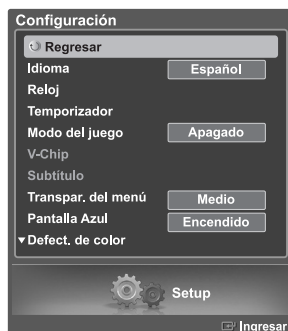 Configuración
Regresar
Idioma Español
Reloj
Temporizador
Modo del juego Apagado
V-Chip
Subtítulo
Transpar. del menú Medio
Pantalla Azul Encendido
▼Defect. de color
Setup
Ingresar